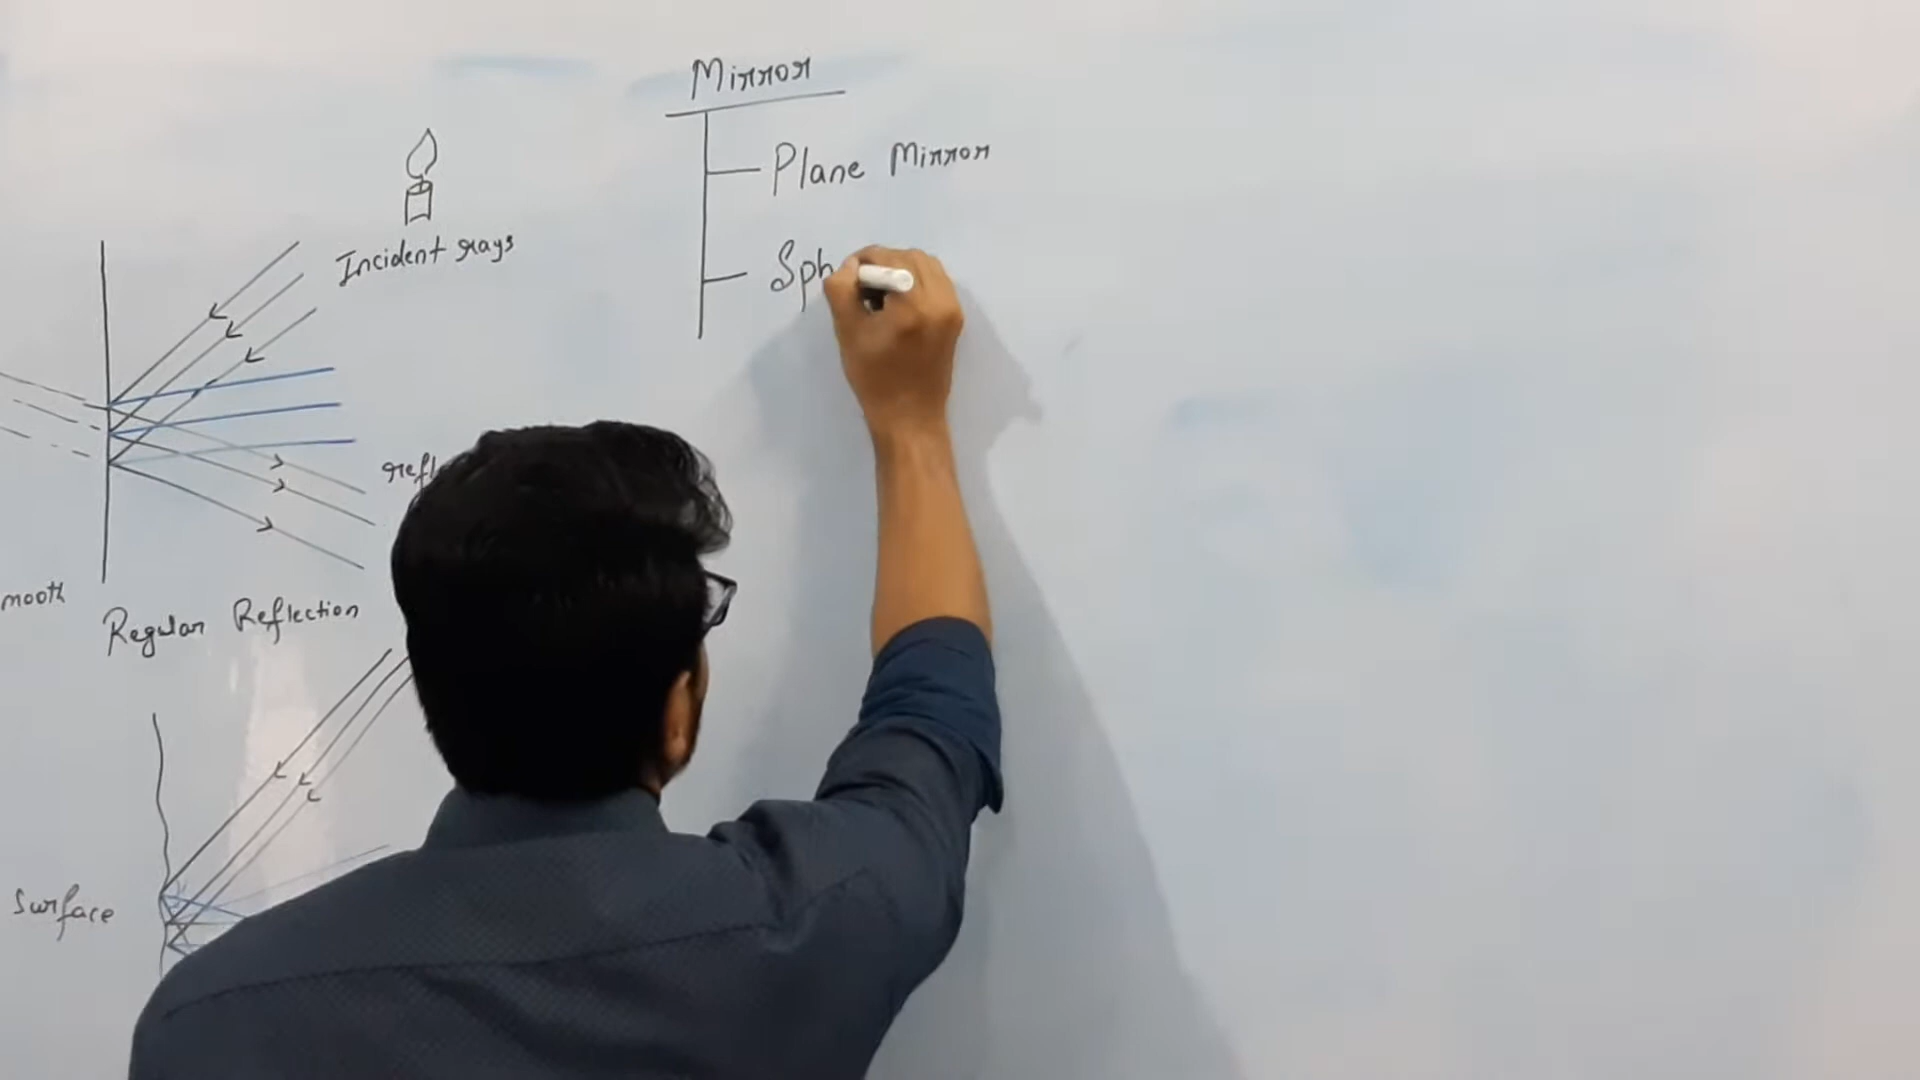 Mirror
Plane Mirror
Sph
Incident rays
refl
mooth
Regular Reflection
Surface